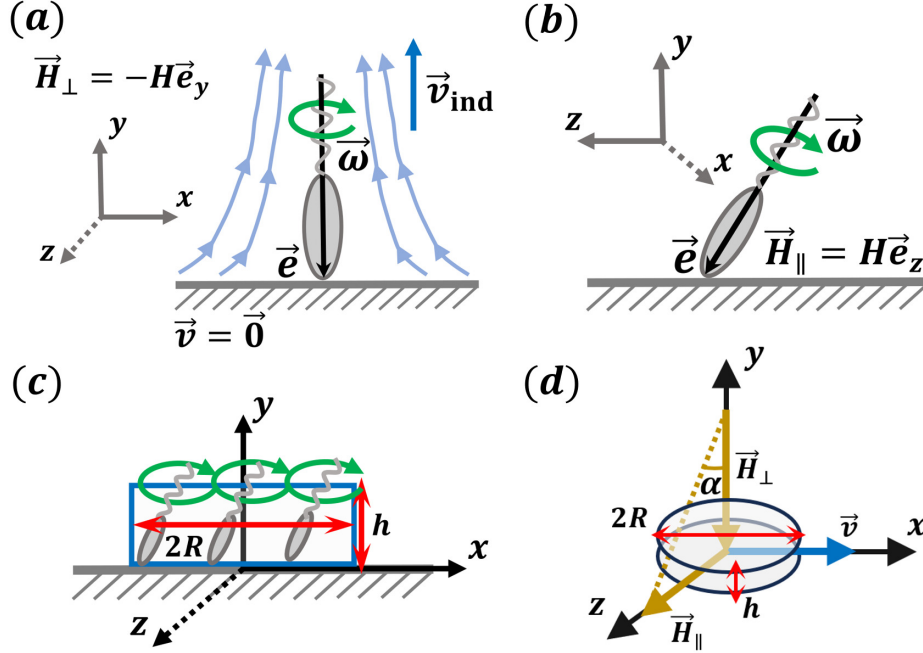 (a)
H⃗⊥ = −He⃗y
y
x
z
v⃗ind
ω⃗
e⃗
v⃗ = 0⃗
(b)
y
z
x
ω⃗
e⃗
H⃗∥ = He⃗z
(c)
y
h
2R
x
z
(d)
y
H⃗⊥
α
2R
v⃗
x
z
h
H⃗∥